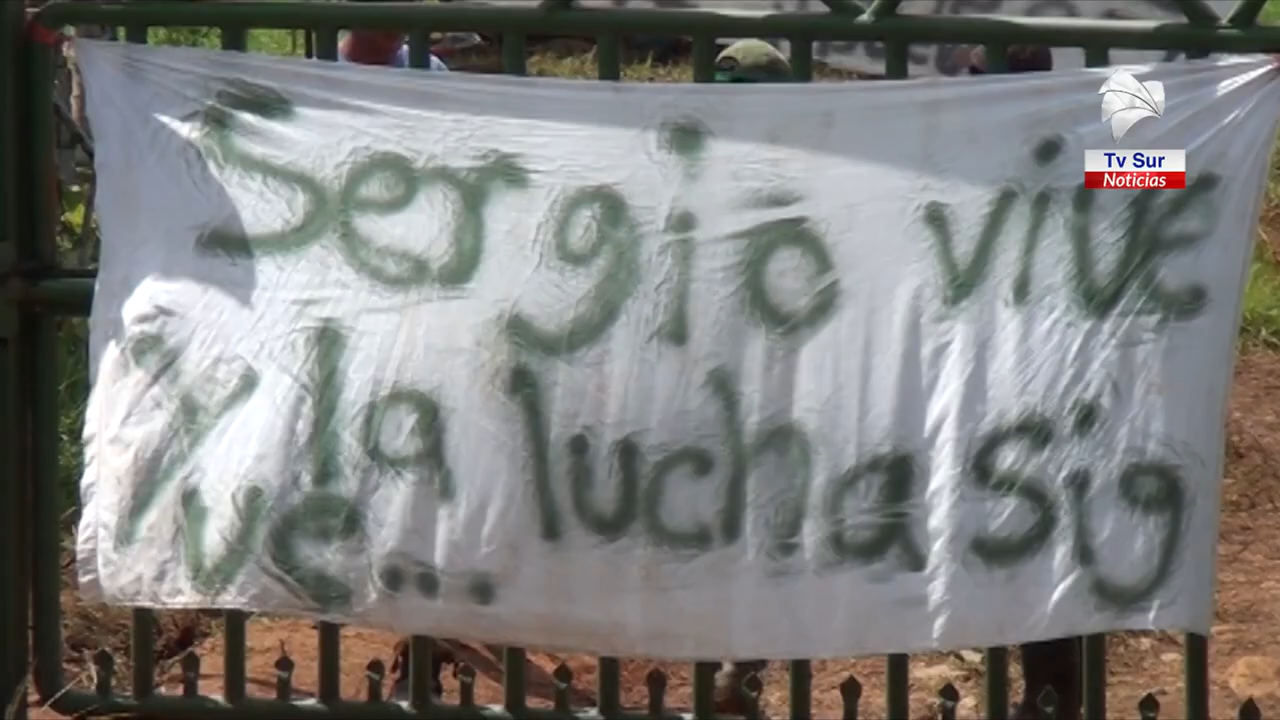 Tv Sur
Noticias
Sergio vive
y la lucha sig
ue...